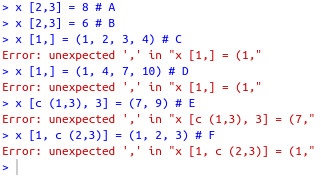 > x [2,3] = 8 # A
> x [2,3] = 6 # B
> x [1,] = (1, 2, 3, 4) # C
Error: unexpected ',' in "x [1,] = (1,"
> x [1,] = (1, 4, 7, 10) # D
Error: unexpected ',' in "x [1,] = (1,"
> x [c (1,3), 3] = (7, 9) # E
Error: unexpected ',' in "x [c (1,3), 3] = (7,"
> x [1, c (2,3)] = (1, 2, 3) # F
Error: unexpected ',' in "x [1, c (2,3)] = (1,"
>